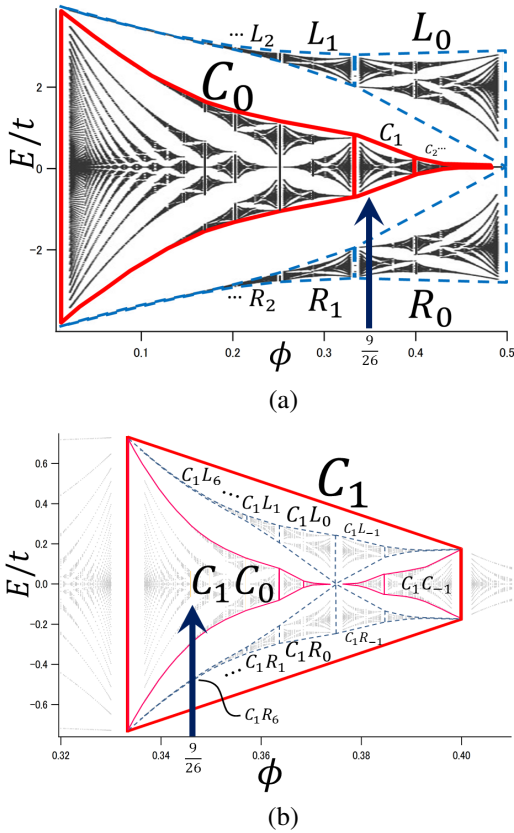 ... L₂
L₁
L₀
C₀
C₁
C₂...
2
0
−2
E/t
... R₂
R₁
R₀
9/26
0.1
0.2
0.3
0.4
0.5
ϕ
(a)
C₁
C₁L₆
... C₁L₁
C₁L₀
C₁L₋₁
C₁C₀
C₁C₋₁
0.6
0.4
0.2
0.0
−0.2
−0.4
−0.6
E/t
... C₁R₁
C₁R₀
C₁R₋₁
C₁R₆
9/26
0.32
0.34
0.36
0.38
0.40
ϕ
(b)